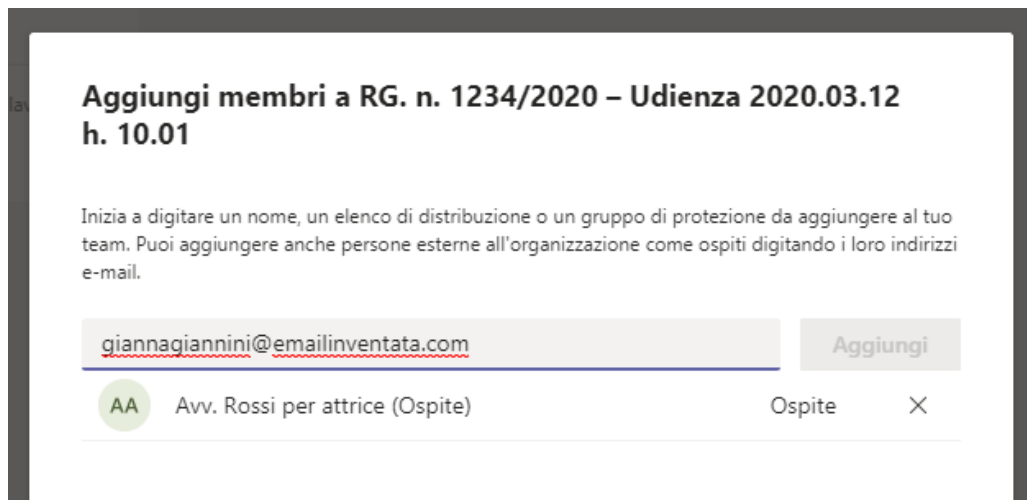 lav
Aggiungi membri a RG. n. 1234/2020 – Udienza 2020.03.12
h. 10.01
Inizia a digitare un nome, un elenco di distribuzione o un gruppo di protezione da aggiungere al tuo
team. Puoi aggiungere anche persone esterne all'organizzazione come ospiti digitando i loro indirizzi
e-mail.
giannagiannini@emailinventata.com Aggiungi
AA Avv. Rossi per attrice (Ospite) Ospite